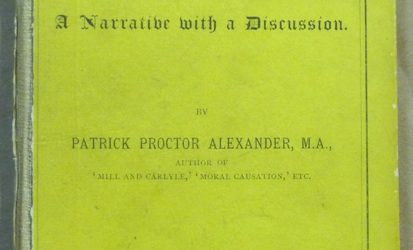 A Narrative with a Discussion.
BY
PATRICK PROCTOR ALEXANDER, M.A.,
AUTHOR OF
'MILL AND CARLYLE,' 'MORAL CAUSATION,' ETC.